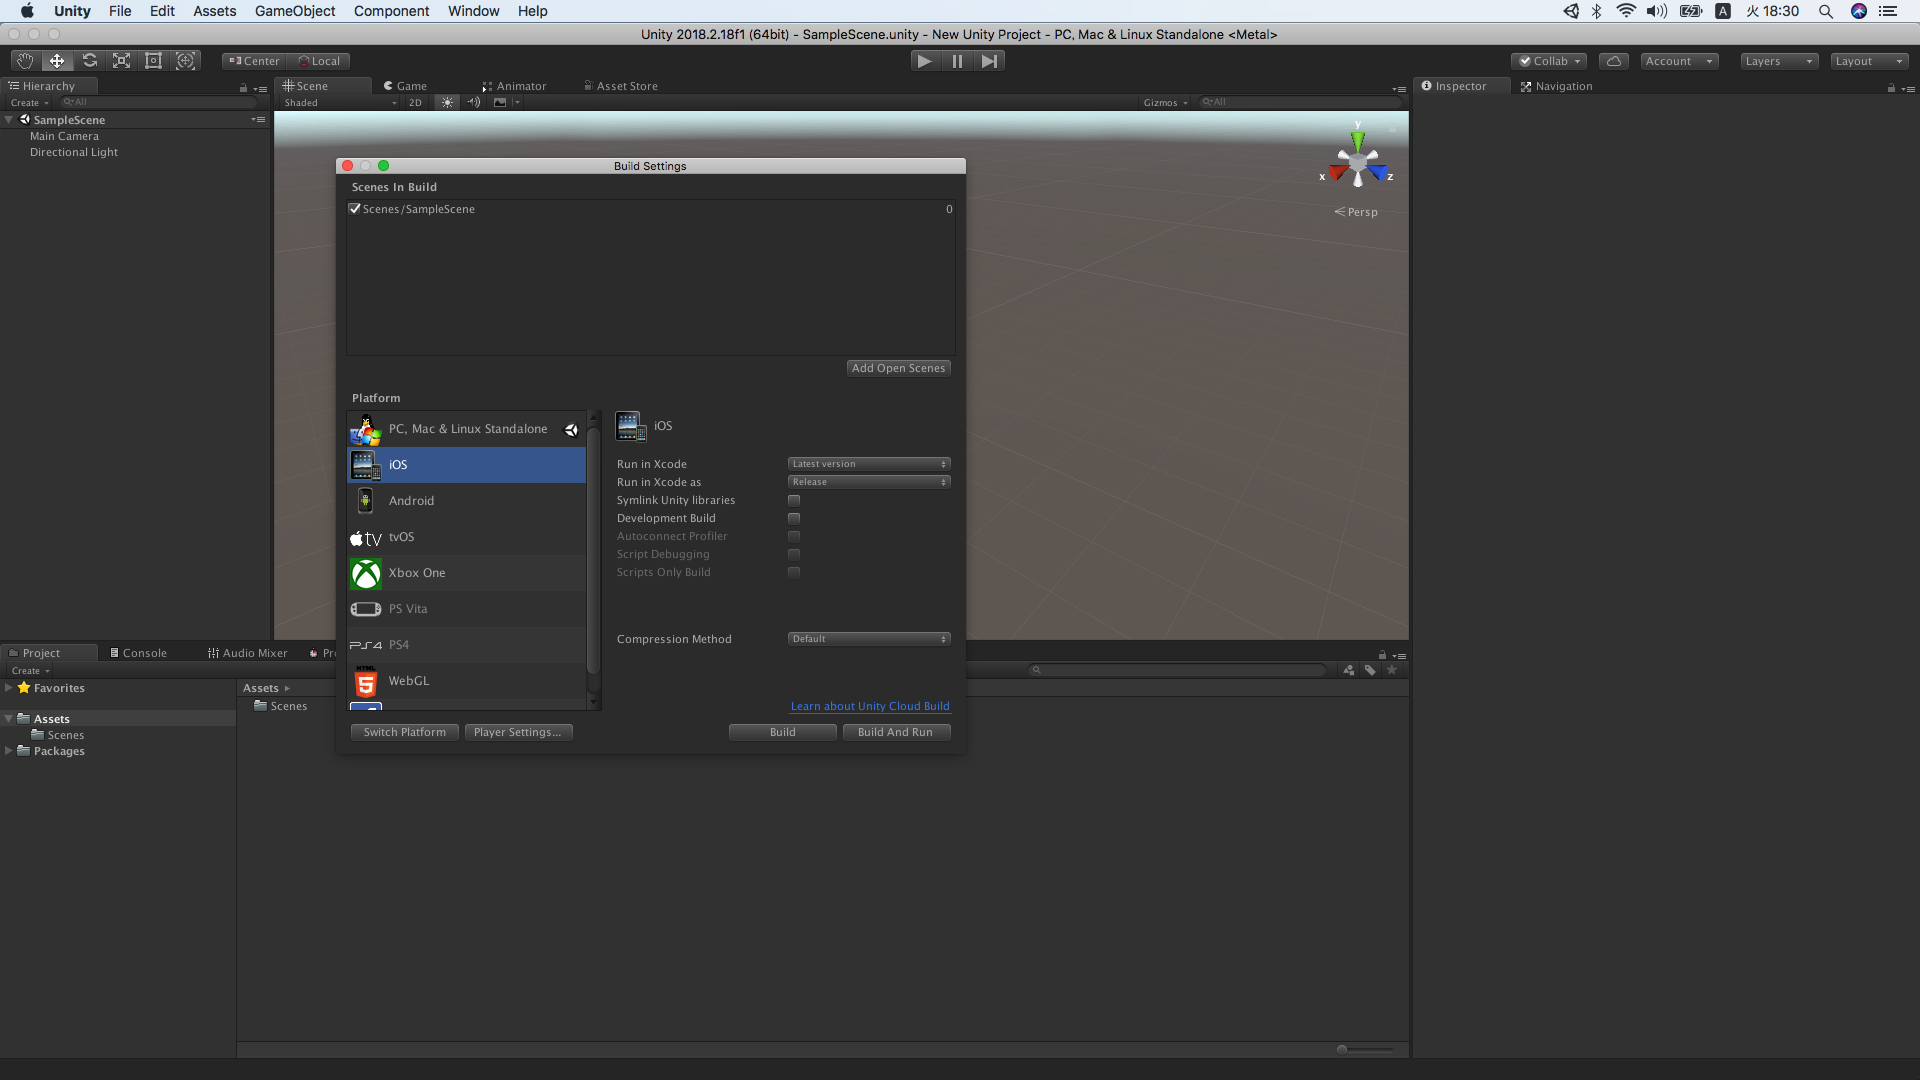 Unity File Edit Assets GameObject Component Window Help A 火 18:30
Unity 2018.2.18f1 (64bit) - SampleScene.unity - New Unity Project - PC, Mac & Linux Standalone <Metal>
Center Local Collab Account Layers Layout
Hierarchy Scene Game Animator Asset Store Inspector Navigation
Create All Shaded 2D Gizmos All
SampleScene
Main Camera
Directional Light
y
x
z
Persp
Build Settings
Scenes In Build
Scenes/SampleScene 0
Add Open Scenes
Platform
PC, Mac & Linux Standalone
iOS
Android
tv tvOS
Xbox One
PS Vita
PS4 PS4
HTML
5 WebGL
iOS
Run in Xcode Latest version
Run in Xcode as Release
Symlink Unity libraries
Development Build
Autoconnect Profiler
Script Debugging
Scripts Only Build
Compression Method Default
Learn about Unity Cloud Build
Switch Platform Player Settings... Build Build And Run
Project Console Audio Mixer Pr
Create
Favorites
Assets
Scenes
Packages
Assets
Scenes